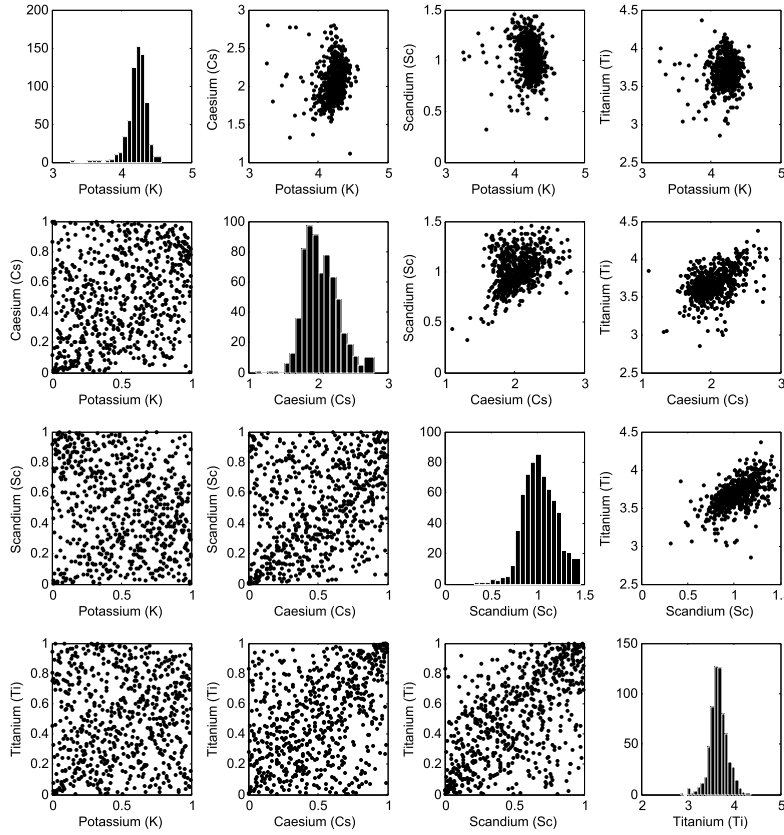 200
150
100
50
0
3 4 5
Potassium (K)
3
2.5
2
1.5
1
Caesium (Cs)
3 4 5
Potassium (K)
1.5
1
0.5
0
Scandium (Sc)
3 4 5
Potassium (K)
4.5
4
3.5
3
2.5
Titanium (Ti)
3 4 5
Potassium (K)
1
0.8
0.6
0.4
0.2
0
Caesium (Cs)
0 0.5 1
Potassium (K)
100
80
60
40
20
0
1 2 3
Caesium (Cs)
1.5
1
0.5
0
Scandium (Sc)
1 2 3
Caesium (Cs)
4.5
4
3.5
3
2.5
Titanium (Ti)
1 2 3
Caesium (Cs)
1
0.8
0.6
0.4
0.2
0
Scandium (Sc)
0 0.5 1
Potassium (K)
1
0.8
0.6
0.4
0.2
0
Scandium (Sc)
0 0.5 1
Caesium (Cs)
100
80
60
40
20
0
0 0.5 1 1.5
Scandium (Sc)
4.5
4
3.5
3
2.5
Titanium (Ti)
0 0.5 1 1.5
Scandium (Sc)
1
0.8
0.6
0.4
0.2
0
Titanium (Ti)
0 0.5 1
Potassium (K)
1
0.8
0.6
0.4
0.2
0
Titanium (Ti)
0 0.5 1
Caesium (Cs)
1
0.8
0.6
0.4
0.2
0
Titanium (Ti)
0 0.5 1
Scandium (Sc)
150
100
50
0
2 3 4 5
Titanium (Ti)